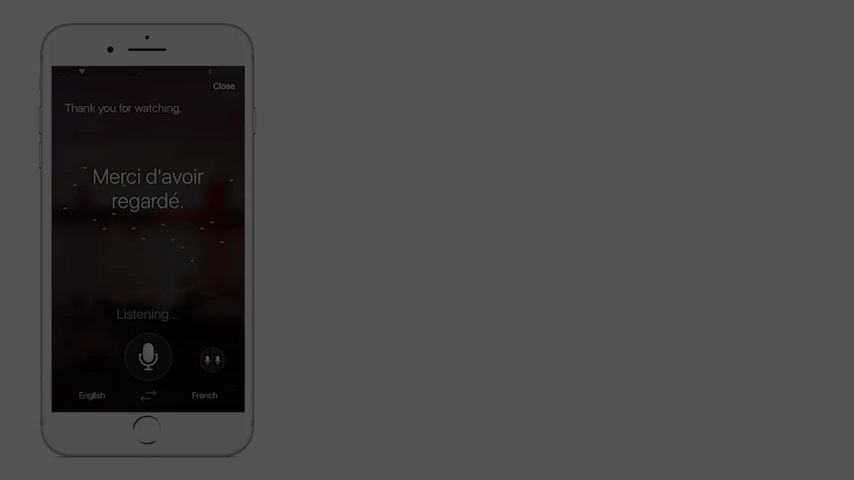 Close
Thank you for watching.
Merci d'avoir
regardé.
Listening...
English
French